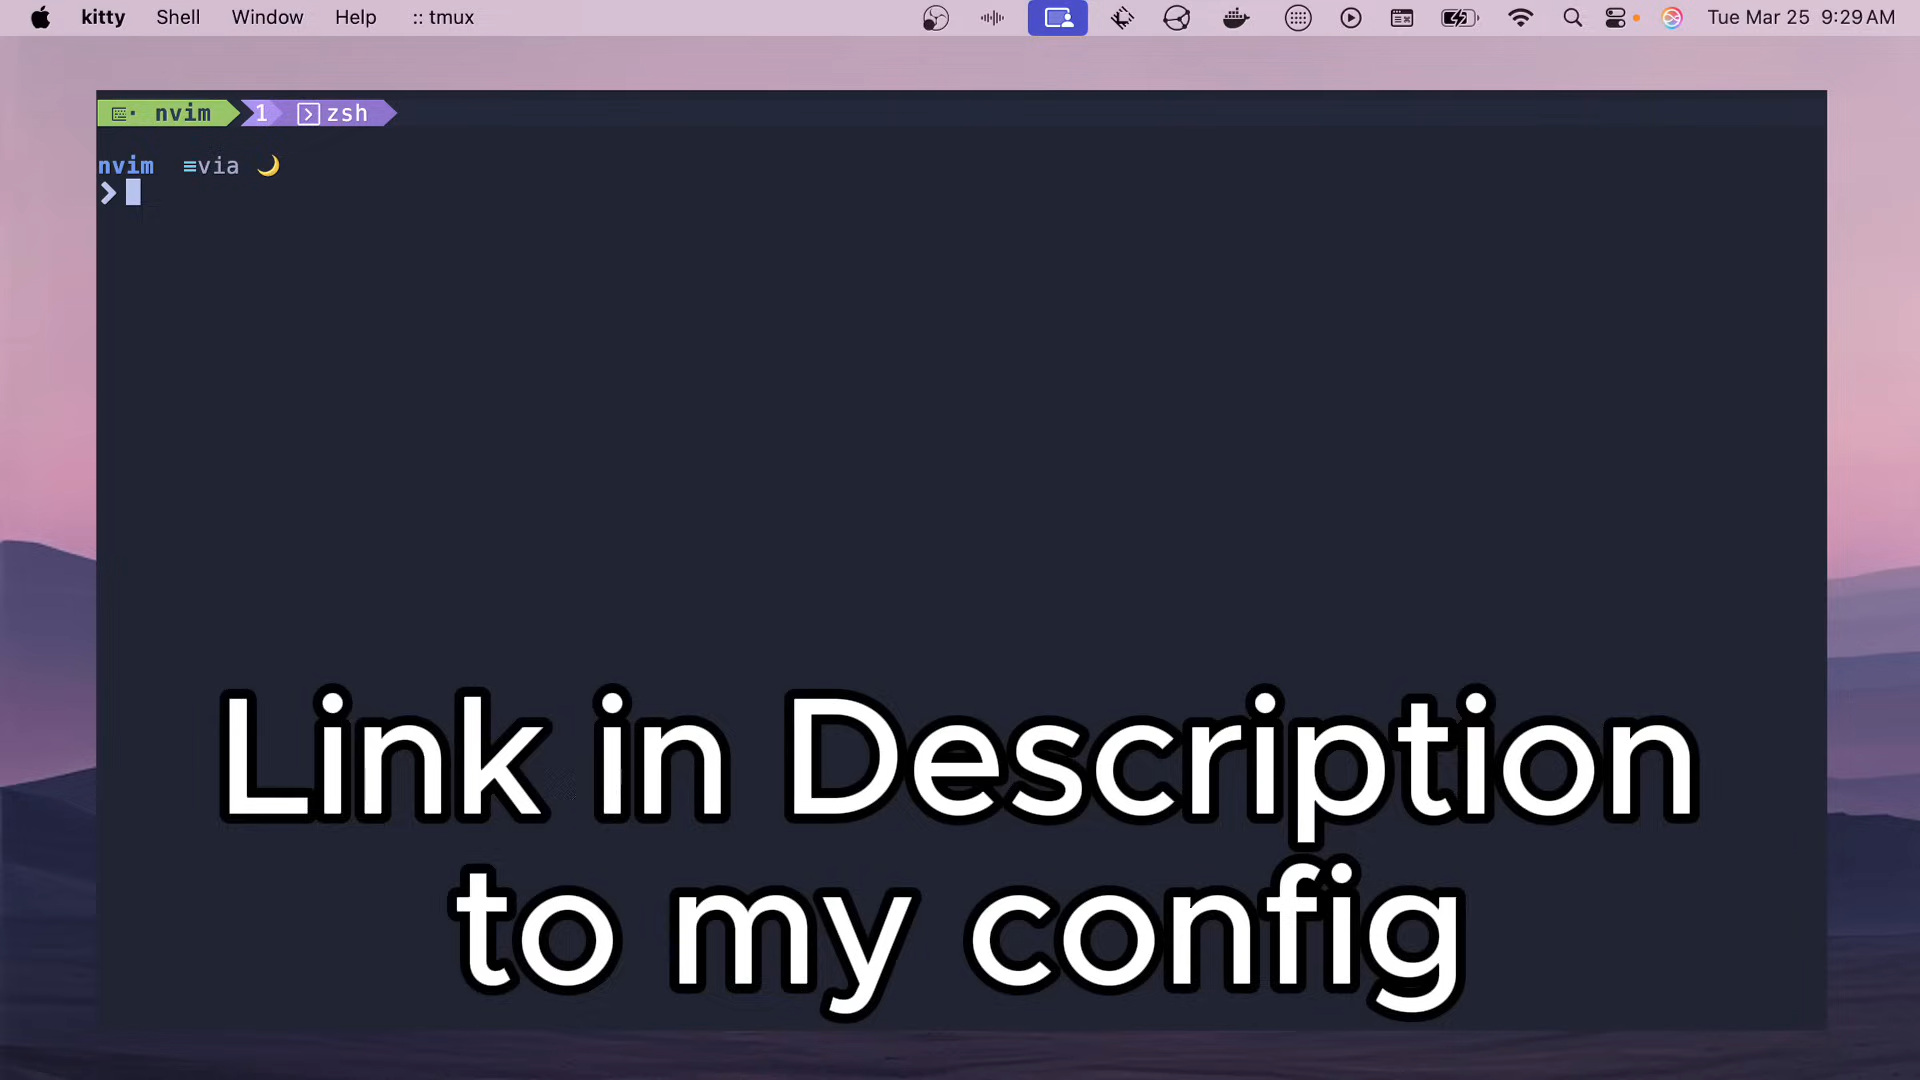 kitty Shell Window Help :: tmux Tue Mar 25 9:29 AM
nvim 1 zsh
nvim via
Link in Description
to my config